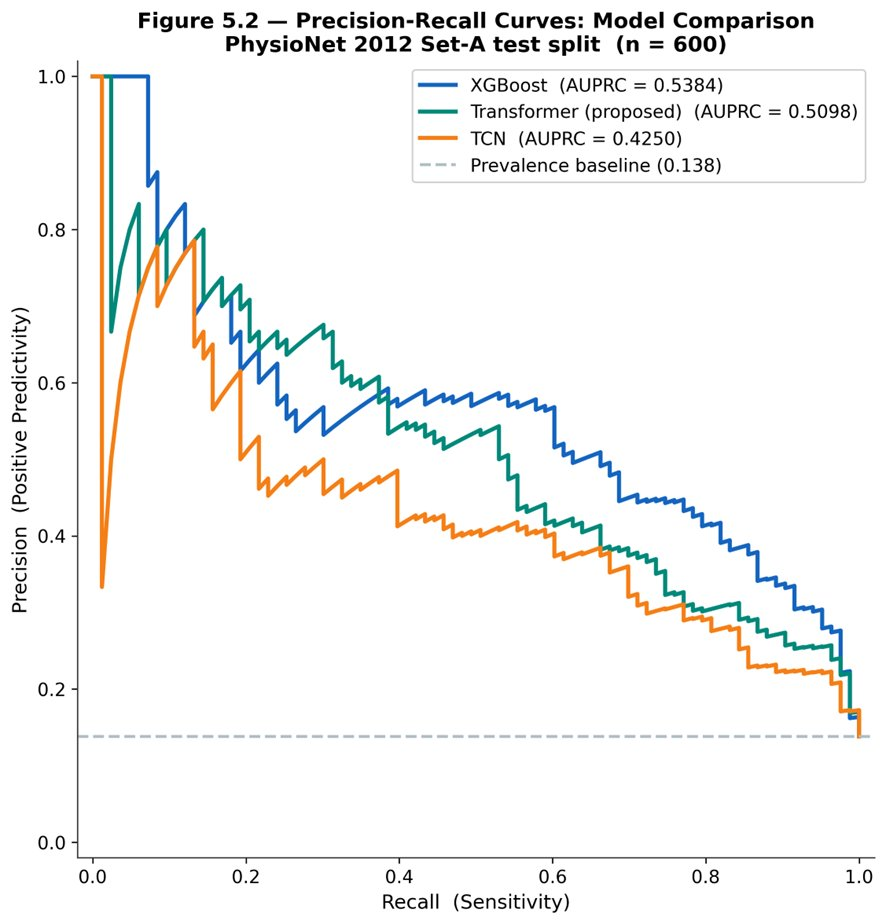 Figure 5.2 — Precision-Recall Curves: Model Comparison
PhysioNet 2012 Set-A test split  (n = 600)
XGBoost  (AUPRC = 0.5384)
Transformer (proposed)  (AUPRC = 0.5098)
TCN  (AUPRC = 0.4250)
Prevalence baseline (0.138)
Precision  (Positive Predictivity)
1.0
0.8
0.6
0.4
0.2
0.0
0.0 0.2 0.4 0.6 0.8 1.0
Recall  (Sensitivity)